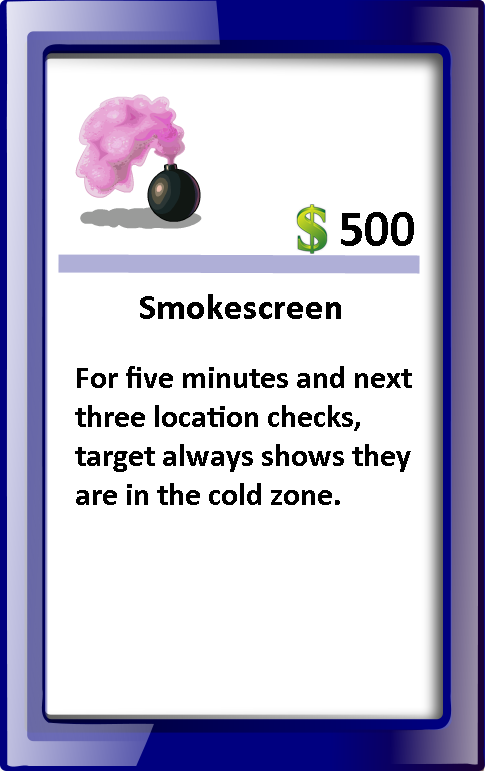 $ 500
Smokescreen
For five minutes and next
three location checks,
target always shows they
are in the cold zone.